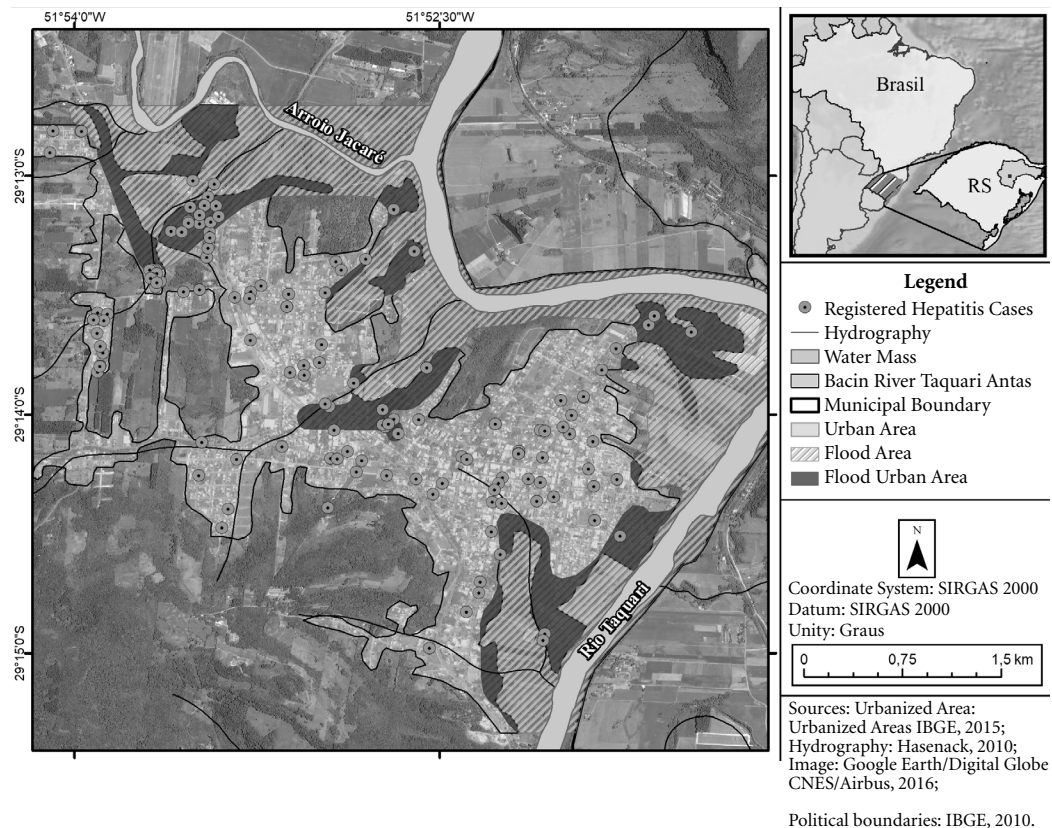 51°54'0"W
51°52'30"W
29°13'0"S
29°14'0"S
29°15'0"S
Arroio Jacaré
Rio Taquari
Brasil
RS
Legend
Registered Hepatitis Cases
Hydrography
Water Mass
Bacin River Taquari Antas
Municipal Boundary
Urban Area
Flood Area
Flood Urban Area
N
Coordinate System: SIRGAS 2000
Datum: SIRGAS 2000
Unity: Graus
0 0,75 1,5 km
Sources: Urbanized Area:
Urbanized Areas IBGE, 2015;
Hydrography: Hasenack, 2010;
Image: Google Earth/Digital Globe
CNES/Airbus, 2016;
Political boundaries: IBGE, 2010.